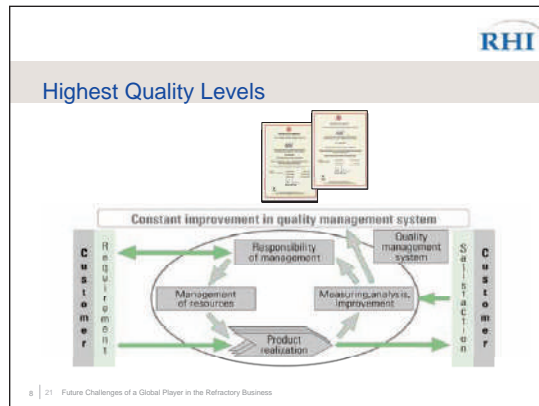 RHI
Highest Quality Levels
Constant improvement in quality management system
Customer
Requirement
Responsibility
of management
Quality
management
system
Satisfaction
Customer
Management
of resources
Measuring, analysis,
improvement
Product
realization
8 | 21 Future Challenges of a Global Player in the Refractory Business